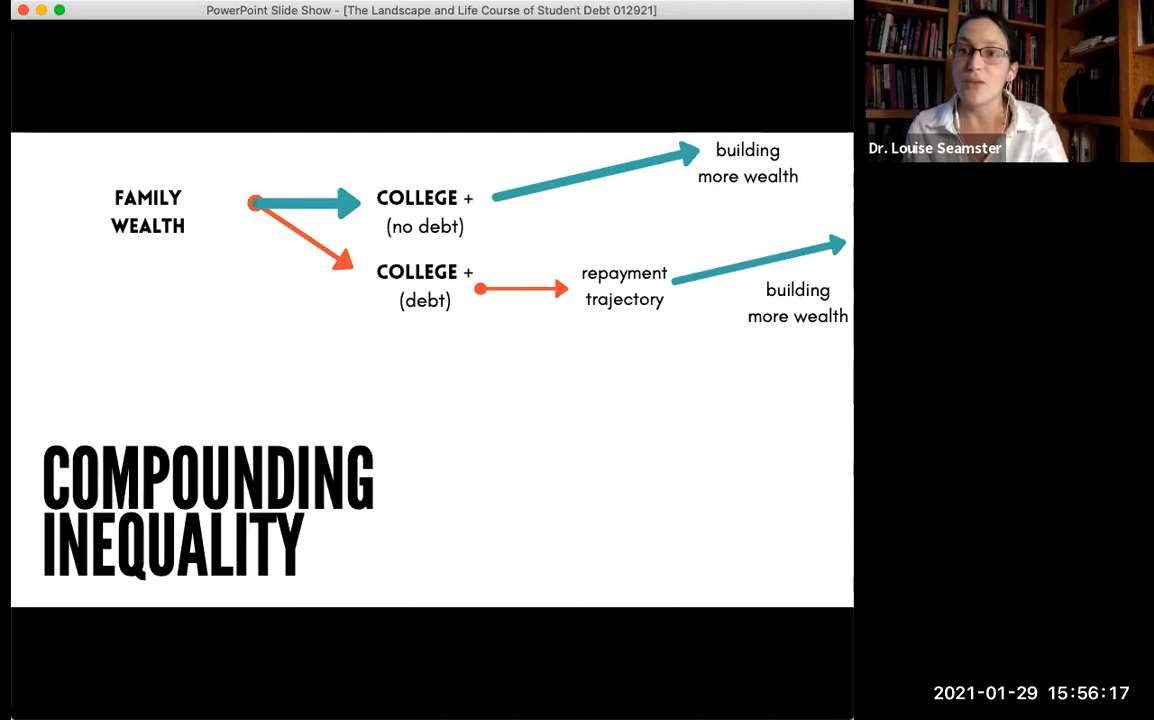 PowerPoint Slide Show - [The Landscape and Life Course of Student Debt 012921]
Dr. Louise Seamster
FAMILY
WEALTH
COLLEGE +
(no debt)
building
more wealth
COLLEGE +
(debt)
repayment
trajectory
building
more wealth
COMPOUNDING
INEQUALITY
2021-01-29 15:56:17